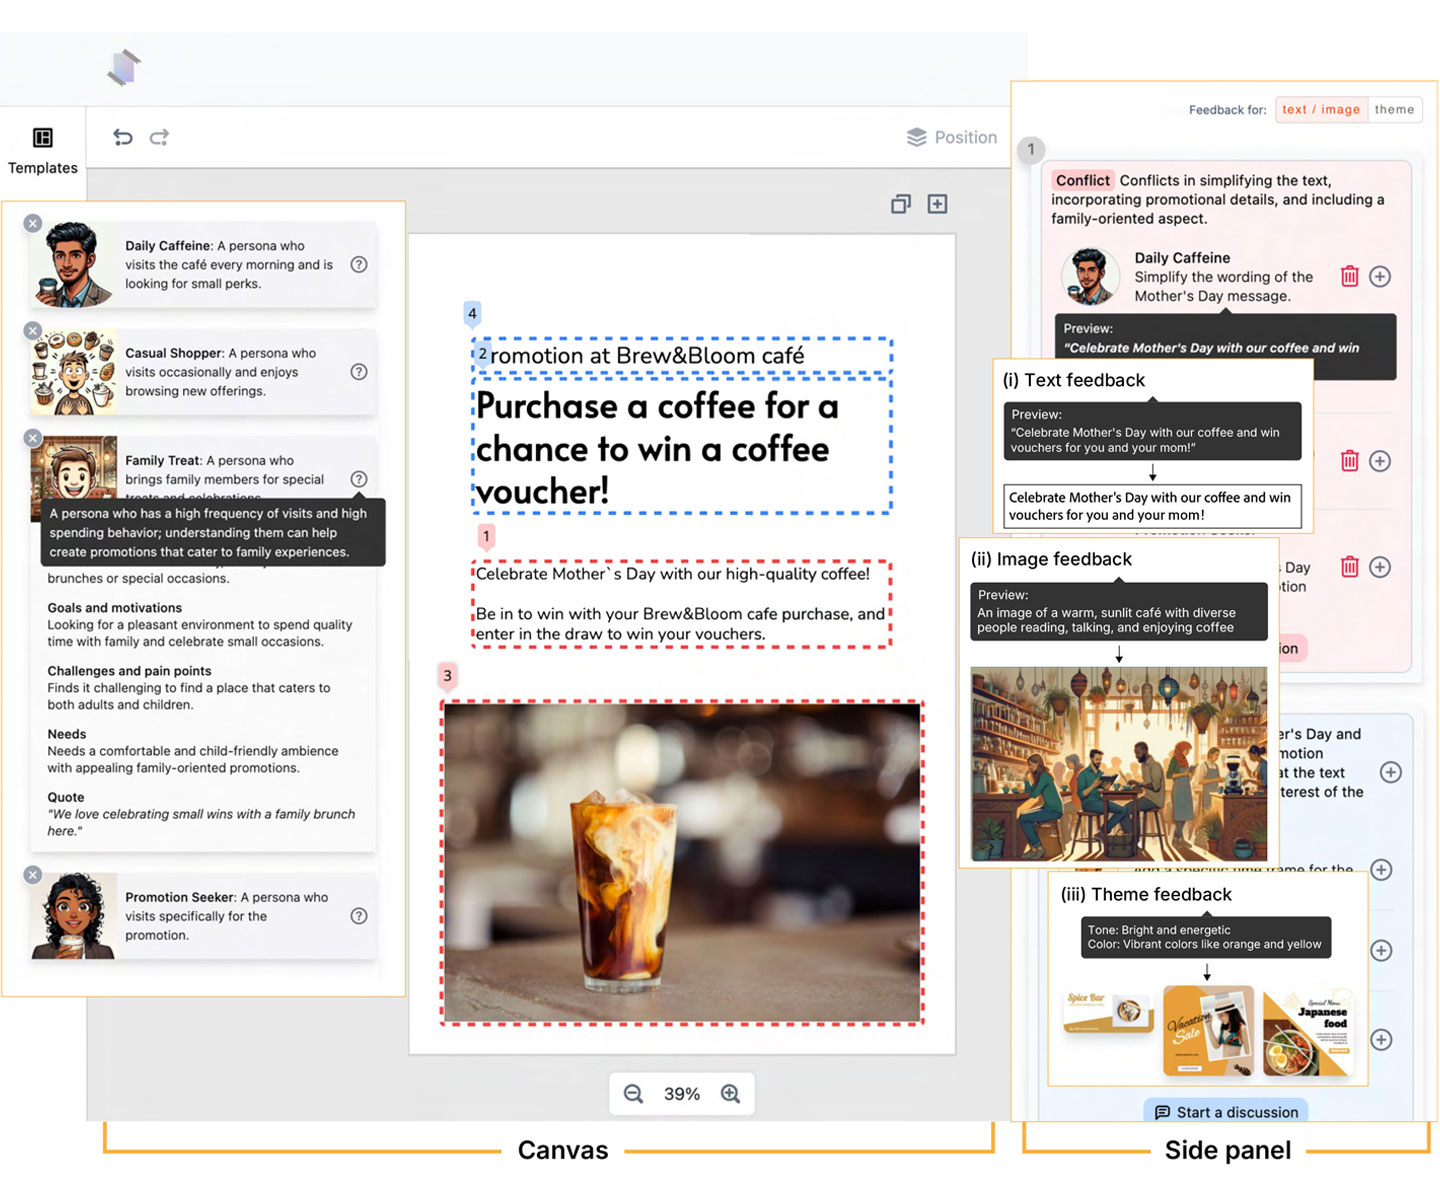 Templates
Position
Daily Caffeine: A persona who
visits the café every morning and is
looking for small perks.
Casual Shopper: A persona who
visits occasionally and enjoys
browsing new offerings.
Family Treat: A persona who
brings family members for special
treats and celebrations.
A persona who has a high frequency of visits and high
spending behavior; understanding them can help
create promotions that cater to family experiences.
brunches or special occasions.
Goals and motivations
Looking for a pleasant environment to spend quality
time with family and celebrate small occasions.
Challenges and pain points
Finds it challenging to find a place that caters to
both adults and children.
Needs
Needs a comfortable and child-friendly ambience
with appealing family-oriented promotions.
Quote
"We love celebrating small wins with a family brunch
here."
Promotion Seeker: A persona who
visits specifically for the
promotion.
4
2
romotion at Brew&Bloom café
Purchase a coffee for a
chance to win a coffee
voucher!
1
Celebrate Mother`s Day with our high-quality coffee!
Be in to win with your Brew&Bloom cafe purchase, and
enter in the draw to win your vouchers.
3
39%
Canvas
Feedback for: text / image theme
1
Conflict Conflicts in simplifying the text,
incorporating promotional details, and including a
family-oriented aspect.
Daily Caffeine
Simplify the wording of the
Mother's Day message.
Preview:
"Celebrate Mother's Day with our coffee and win
(i) Text feedback
Preview:
"Celebrate Mother's Day with our coffee and win
vouchers for you and your mom!"
Celebrate Mother's Day with our coffee and win
vouchers for you and your mom!
Day
tion
ion
(ii) Image feedback
Preview:
An image of a warm, sunlit café with diverse
people reading, talking, and enjoying coffee
er's Day and
motion
at the text
terest of the
Add a specific time frame for the
(iii) Theme feedback
Tone: Bright and energetic
Color: Vibrant colors like orange and yellow
Spice Bar
Vacation
Sale
Special Menu
Japanese
food
Start a discussion
Side panel